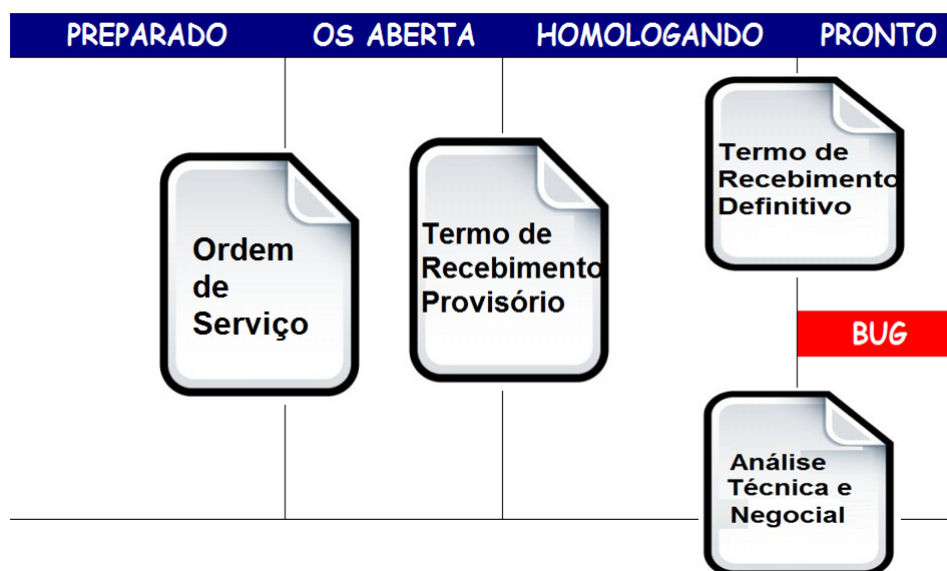 PREPARADO OS ABERTA HOMOLOGANDO PRONTO
Ordem
de
Serviço
Termo de
Recebimento
Provisório
Termo de
Recebimento
Definitivo
BUG
Análise
Técnica e
Negocial